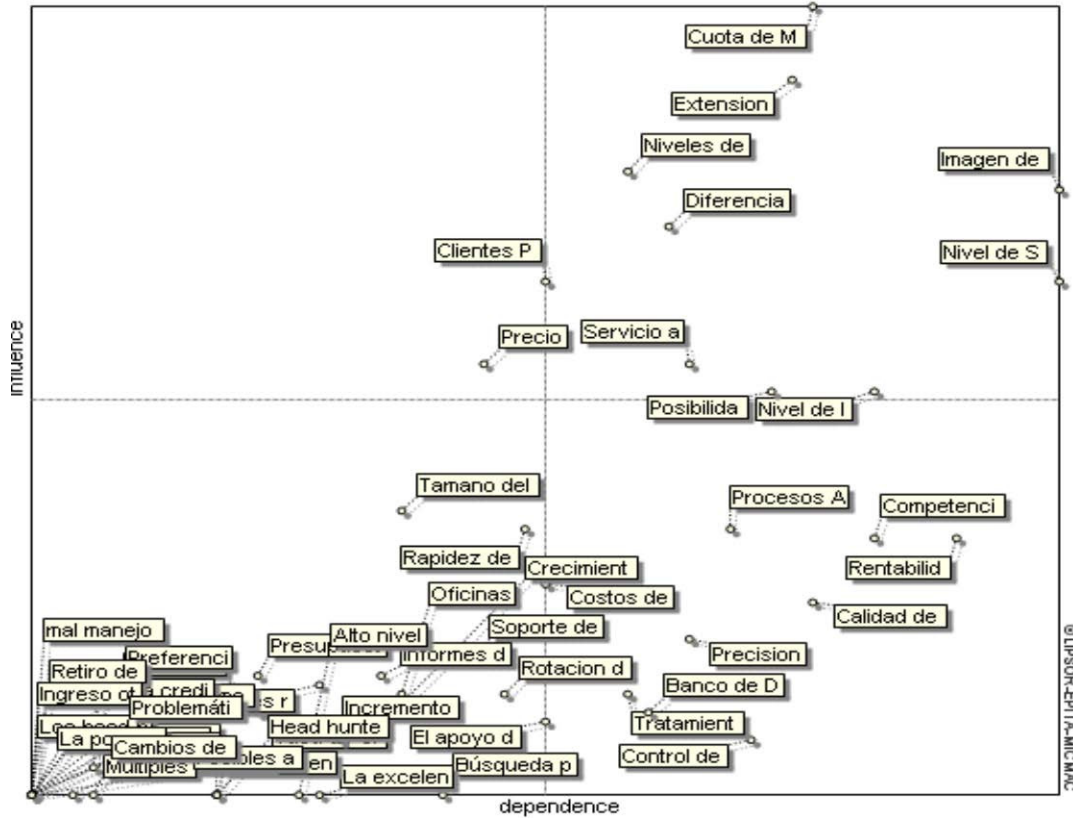 Cuota de M
Extension
Niveles de
Imagen de
Diferencia
Clientes P
Nivel de S
Precio
Servicio a
influence
Posibilida
Nivel de I
Tamano del
Procesos A
Competenci
Rapidez de
Crecimient
Rentabilid
Oficinas
Costos de
Calidad de
mal manejo
Alto nivel
Soporte de
Preferenci
Informes d
Precision
Retiro de
Rotacion d
Banco de D
Ingreso ot
a credi
Problemáti
Incremento
Head hunte
Tratamient
La po
Cambios de
El apoyo d
Control de
Multiples
Búsqueda p
La excelen
dependence
© LIPSOR-EPITA-MICMAC